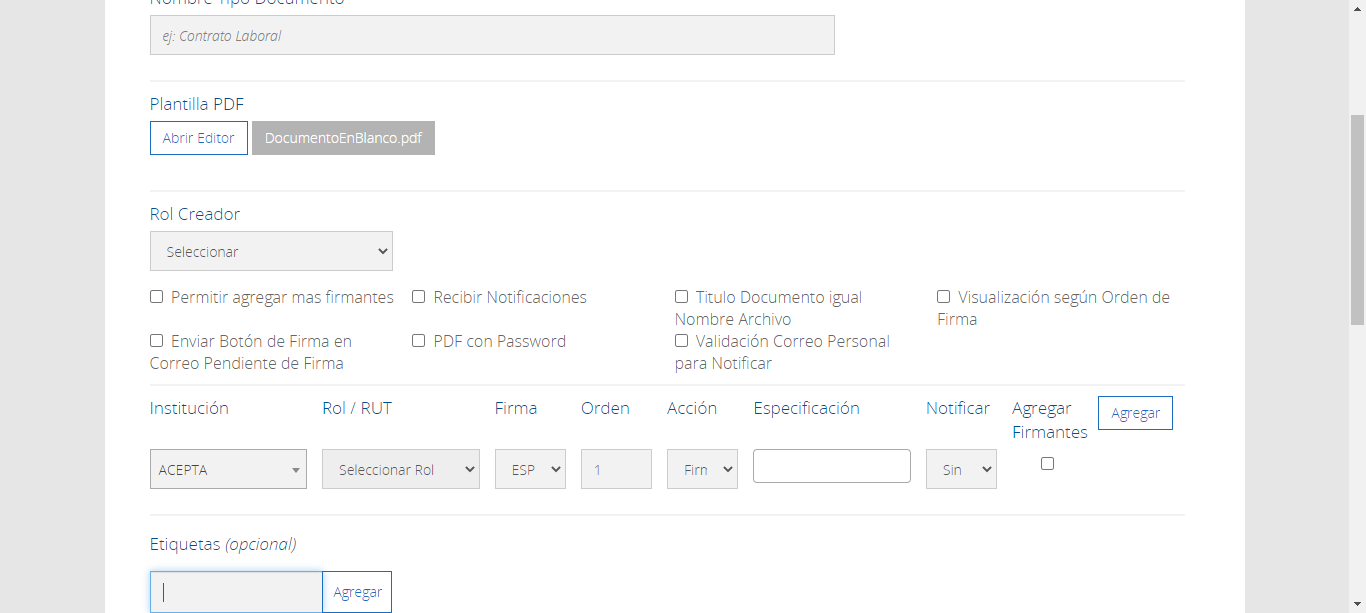 Nombre Tipo Documento
ej: Contrato Laboral
Plantilla PDF
Abrir Editor DocumentoEnBlanco.pdf
Rol Creador
Seleccionar
Permitir agregar mas firmantes Recibir Notificaciones Titulo Documento igual Visualización según Orden de
Nombre Archivo Firma
Enviar Botón de Firma en PDF con Password Validación Correo Personal
Correo Pendiente de Firma para Notificar
Institución Rol / RUT Firma Orden Acción Especificación Notificar Agregar Agregar
Firmantes
ACEPTA Seleccionar Rol ESP 1 Firn Sin
Etiquetas (opcional)
Agregar